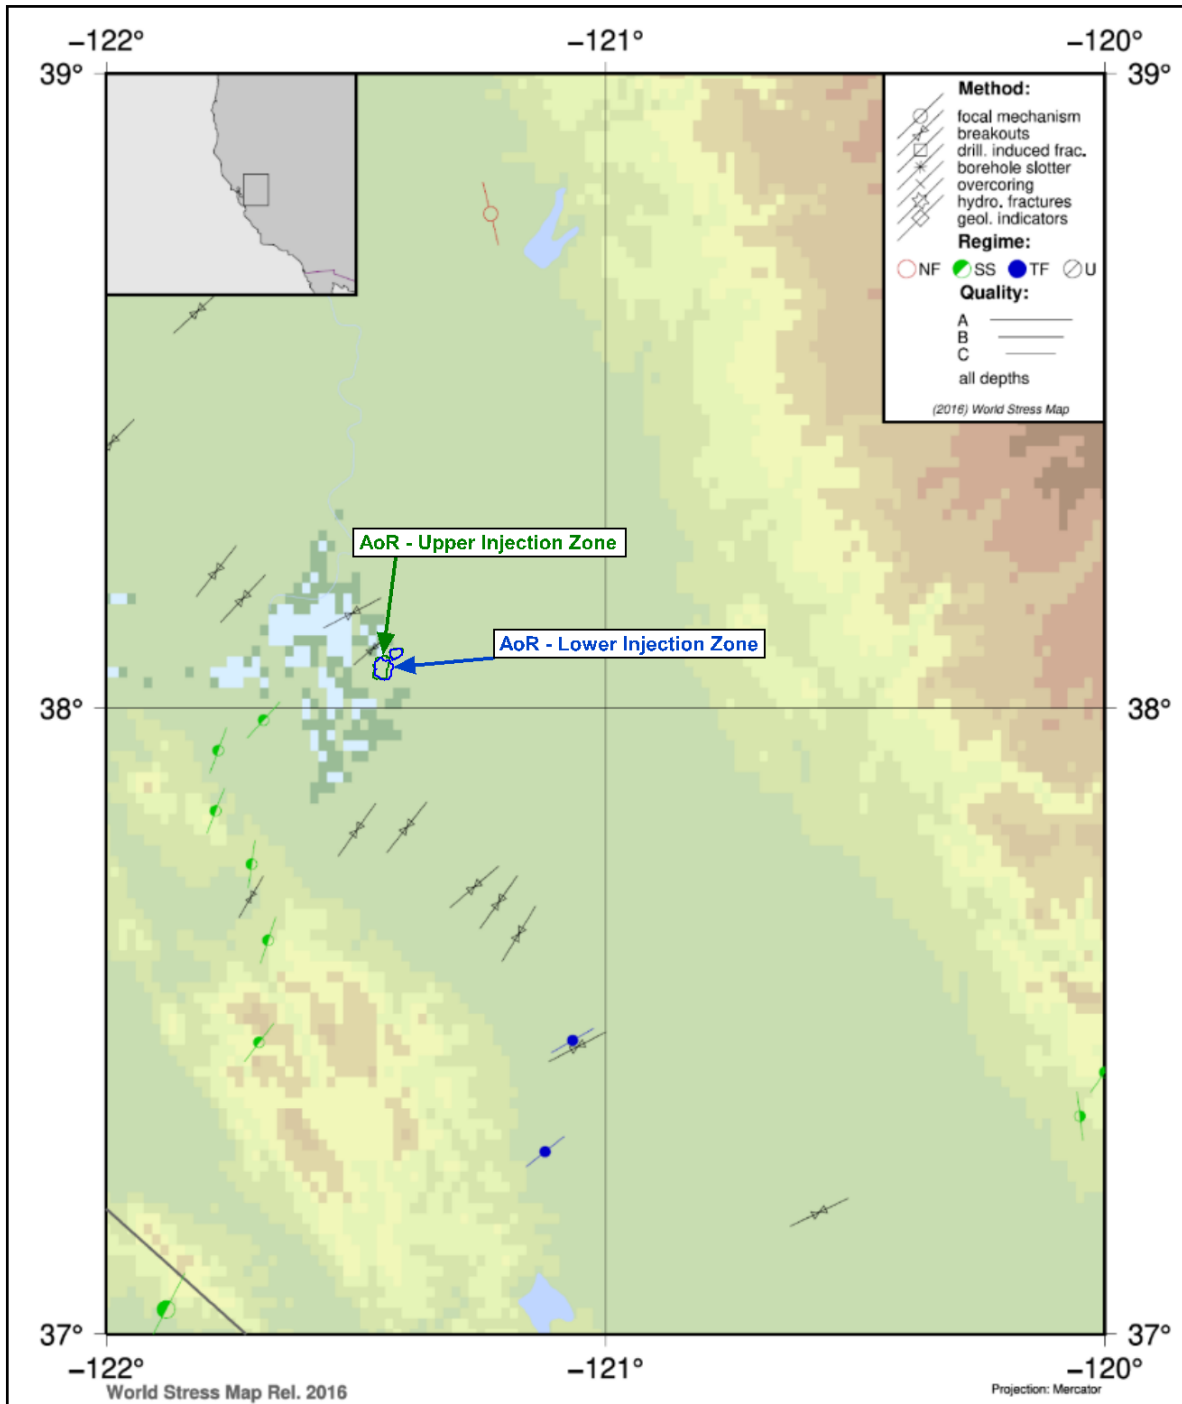 −122° −121° −120°
39° 39°
Method:
focal mechanism
breakouts
drill. induced frac.
borehole slotter
overcoring
hydro. fractures
geol. indicators
Regime:
NF SS TF U
Quality:
A
B
C
all depths
(2016) World Stress Map
AoR - Upper Injection Zone
AoR - Lower Injection Zone
38° 38°
37° 37°
−122° −121° −120°
World Stress Map Rel. 2016
Projection: Mercator